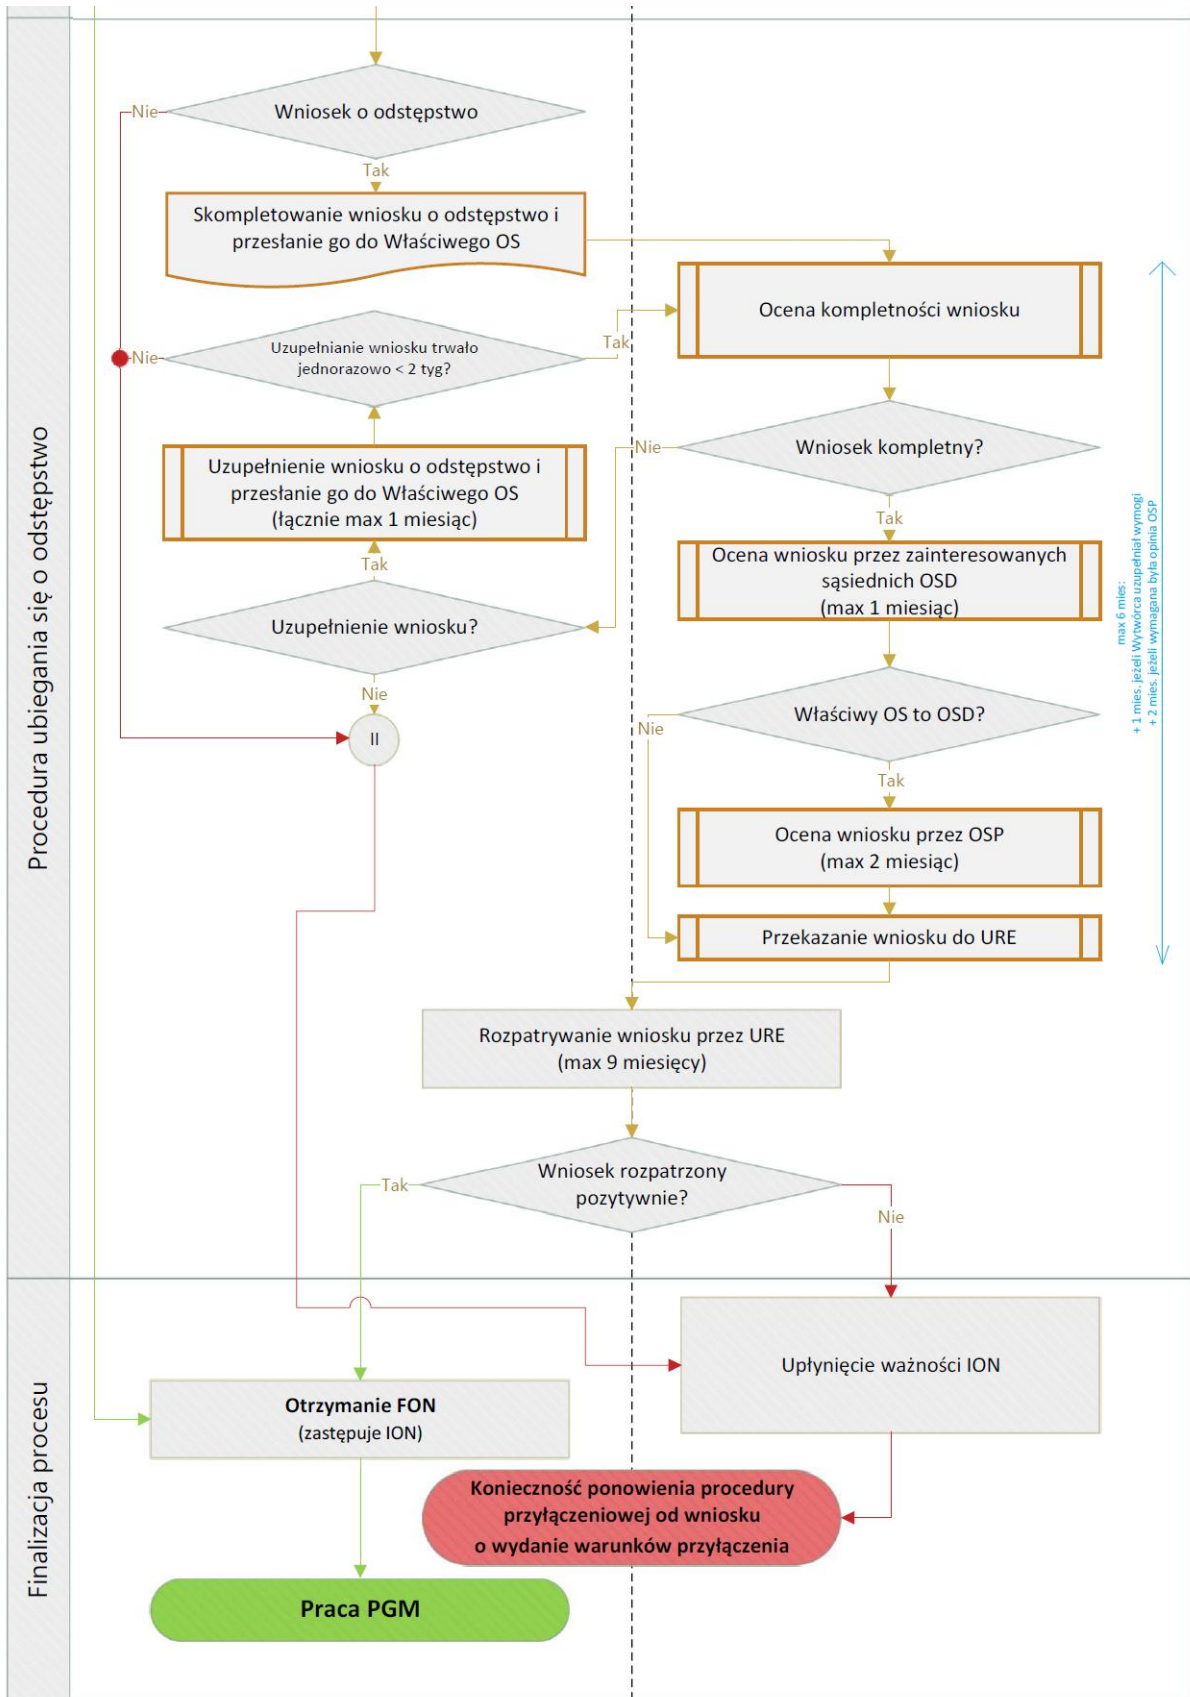 Procedura ubiegania się o odstępstwo
Wniosek o odstępstwo
Nie
Tak
Skompletowanie wniosku o odstępstwo i
przesłanie go do Właściwego OS
Ocena kompletności wniosku
Uzupełnianie wniosku trwało
jednorazowo < 2 tyg?
Tak
Nie
Wniosek kompletny?
Nie
Tak
Uzupełnienie wniosku o odstępstwo i
przesłanie go do Właściwego OS
(łącznie max 1 miesiąc)
Tak
Ocena wniosku przez zainteresowanych
sąsiednich OSD
(max 1 miesiąc)
Uzupełnienie wniosku?
Nie
II
Właściwy OS to OSD?
Nie
Tak
Ocena wniosku przez OSP
(max 2 miesiąc)
Przekazanie wniosku do URE
max 6 mies:
+ 1 mies. jeżeli Wytwórca uzupełniał wymogi
+ 2 mies. jeżeli wymagana była opinia OSP
Rozpatrywanie wniosku przez URE
(max 9 miesięcy)
Wniosek rozpatrzony
pozytywnie?
Tak
Nie
Finalizacja procesu
Upłynięcie ważności ION
Otrzymanie FON
(zastępuje ION)
Konieczność ponowienia procedury
przyłączeniowej od wniosku
o wydanie warunków przyłączenia
Praca PGM